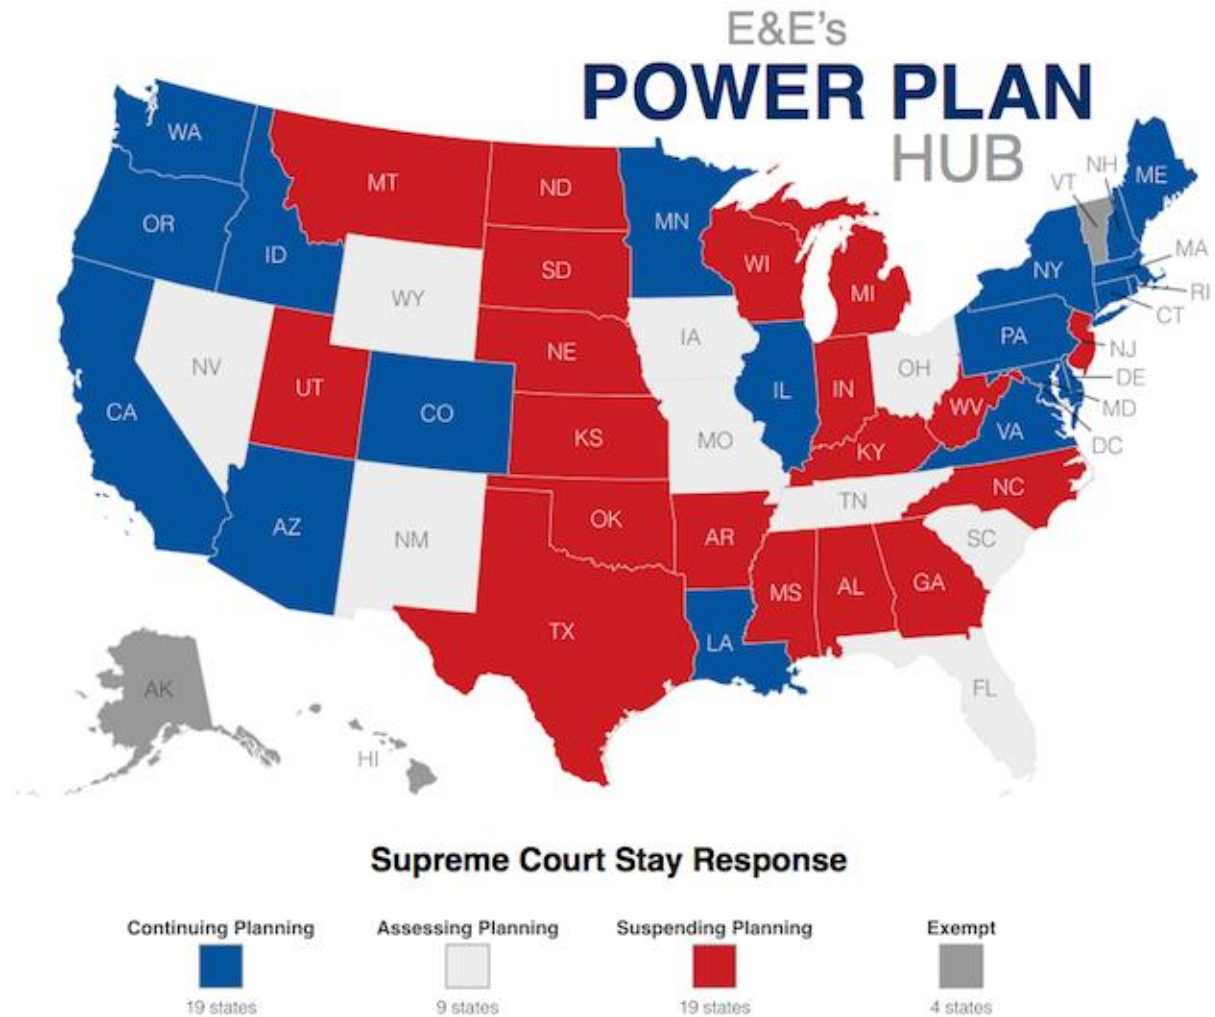 E&E's
POWER PLAN
HUB
WA
MT
ND
MN
NH
VT
ME
OR
ID
SD
WI
MI
NY
MA
RI
CT
WY
IA
PA
NJ
NV
NE
IL
IN
OH
DE
UT
CO
MD
CA
KS
MO
KY
WV
VA
DC
AZ
NM
OK
AR
TN
NC
SC
TX
MS
AL
GA
LA
AK
FL
HI
Supreme Court Stay Response
Continuing Planning
Assessing Planning
Suspending Planning
Exempt
19 states
9 states
19 states
4 states